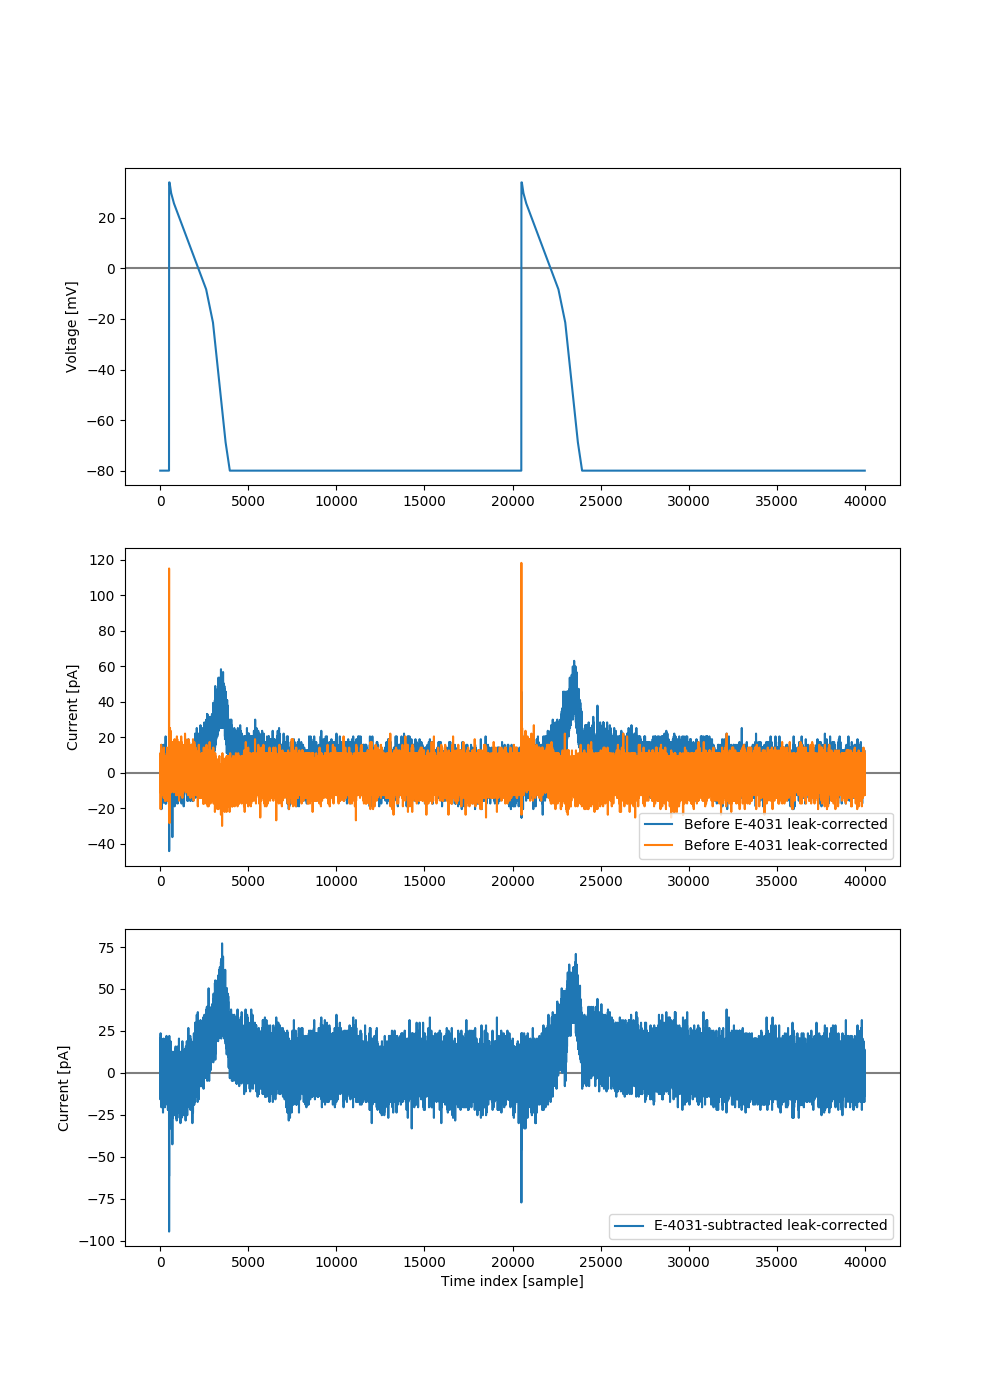 20
0
−20
−40
−60
−80
Voltage [mV]
0 5000 10000 15000 20000 25000 30000 35000 40000
120
100
80
60
40
20
0
−20
−40
Current [pA]
Before E-4031 leak-corrected
Before E-4031 leak-corrected
0 5000 10000 15000 20000 25000 30000 35000 40000
75
50
25
0
−25
−50
−75
−100
Current [pA]
E-4031-subtracted leak-corrected
0 5000 10000 15000 20000 25000 30000 35000 40000
Time index [sample]